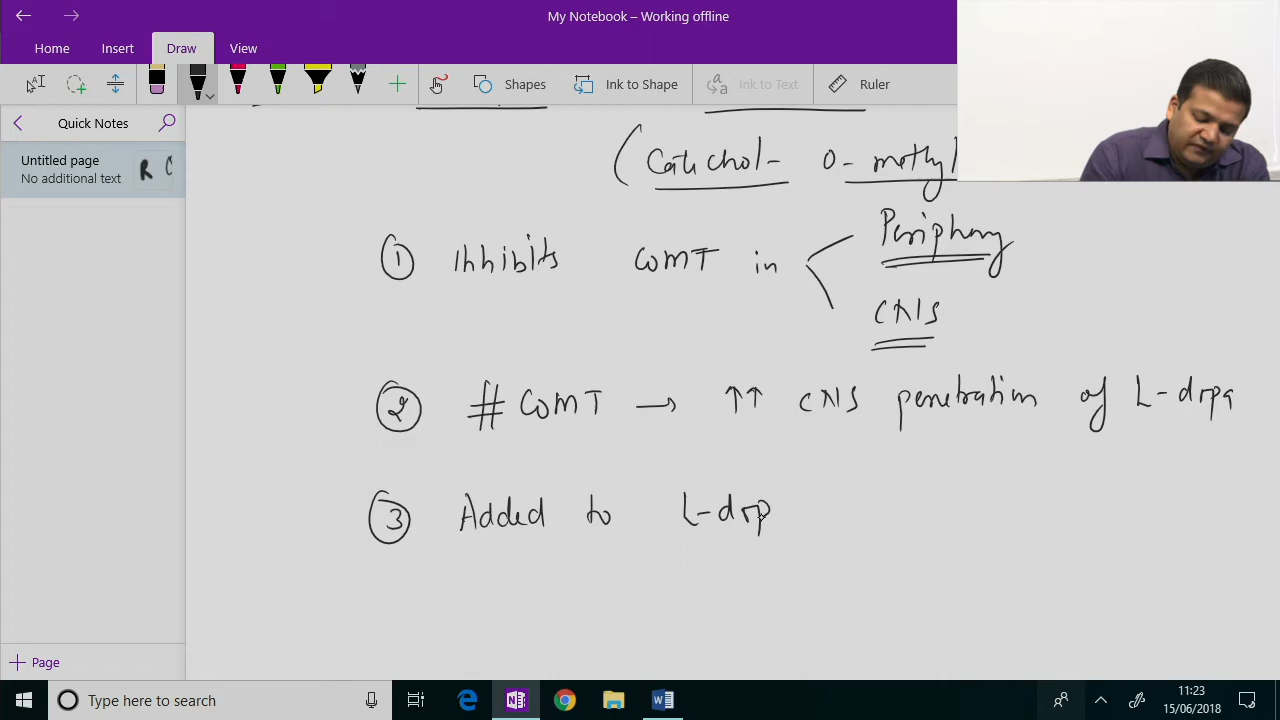 My Notebook – Working offline
Home Insert Draw View
Shapes Ink to Shape Ink to Text Ruler
Quick Notes
Untitled page
No additional text
(Catechol- O-methyl
① Inhibits COMT in Periphery
CNS
② # COMT → ↑↑ CNS penetration of L-dopa
③ Added to L-dop
+ Page
Type here to search
11:23
15/06/2018